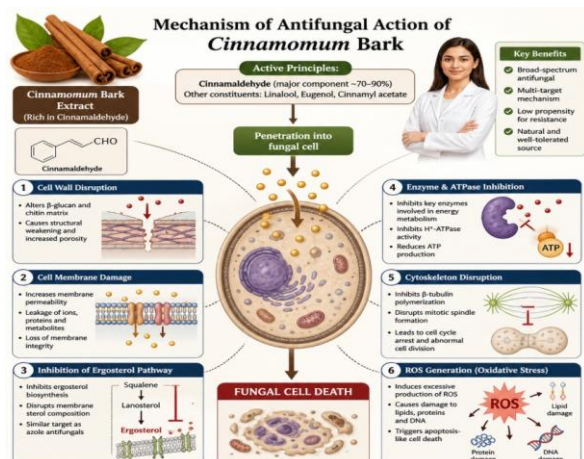 Mechanism of Antifungal Action of
Cinnamomum Bark
Active Principles:
Cinnamaldehyde (major component ~70–90%)
Other constituents: Linalool, Eugenol, Cinnamyl acetate
Cinnamomum Bark
Extract
(Rich in Cinnamaldehyde)
CHO
Cinnamaldehyde
Key Benefits
Broad-spectrum
antifungal
Multi-target
mechanism
Low propensity
for resistance
Natural and
well-tolerated
source
Penetration into
fungal cell
1 Cell Wall Disruption
• Alters β-glucan and
chitin matrix
• Causes structural
weakening and
increased porosity
2 Cell Membrane Damage
• Increases membrane
permeability
• Leakage of ions,
proteins and
metabolites
• Loss of membrane
integrity
3 Inhibition of Ergosterol Pathway
• Inhibits ergosterol
biosynthesis
• Disrupts membrane
sterol composition
• Similar target as
azole antifungals
Squalene
Lanosterol
Ergosterol
FUNGAL CELL DEATH
4 Enzyme & ATPase Inhibition
• Inhibits key enzymes
involved in energy
metabolism
• Inhibits H⁺-ATPase
activity
• Reduces ATP
production
ATP
5 Cytoskeleton Disruption
• Inhibits β-tubulin
polymerization
• Disrupts mitotic spindle
formation
• Leads to cell cycle
arrest and abnormal
cell division
6 ROS Generation (Oxidative Stress)
• Induces excessive
production of ROS
• Causes damage to
lipids, proteins
and DNA
• Triggers apoptosis-
like cell death
ROS
Lipid
damage
Protein
DNA